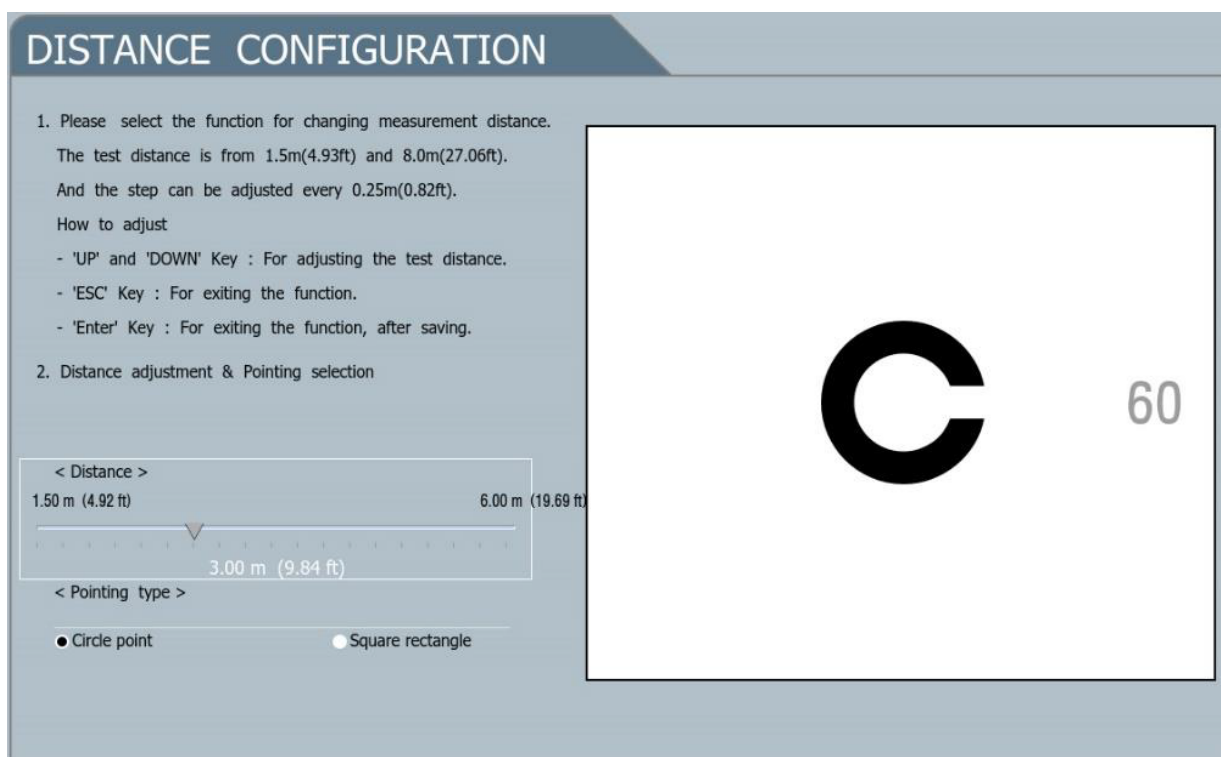 DISTANCE CONFIGURATION
1. Please select the function for changing measurement distance.
The test distance is from 1.5m(4.93ft) and 8.0m(27.06ft).
And the step can be adjusted every 0.25m(0.82ft).
How to adjust
- 'UP' and 'DOWN' Key : For adjusting the test distance.
- 'ESC' Key : For exiting the function.
- 'Enter' Key : For exiting the function, after saving.
2. Distance adjustment & Pointing selection
< Distance >
1.50 m (4.92 ft) 6.00 m (19.69 ft)
3.00 m (9.84 ft)
< Pointing type >
Circle point Square rectangle
60